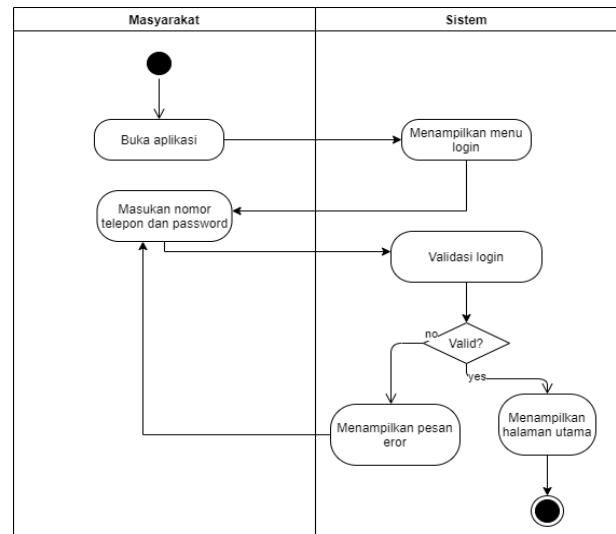 Masyarakat
Sistem
Buka aplikasi
Menampilkan menu
login
Masukan nomor
telepon dan password
Validasi login
no
Valid?
yes
Menampilkan pesan
eror
Menampilkan
halaman utama